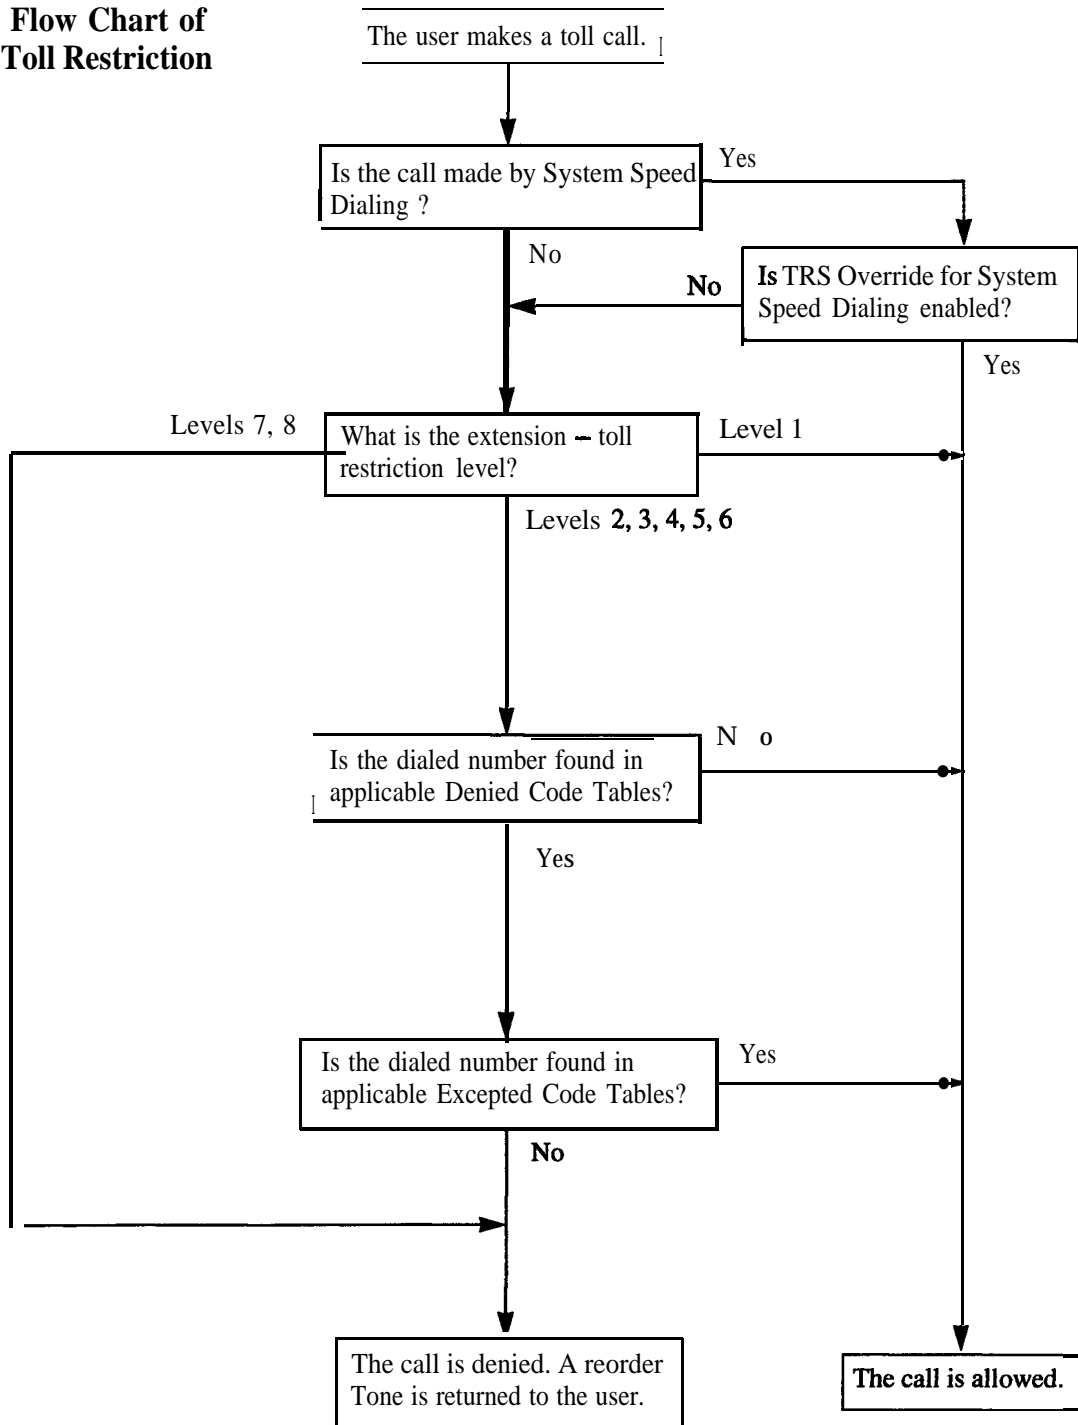 Flow Chart of
Toll Restriction
The user makes a toll call.
Is the call made by System Speed
Dialing ?
Yes
No
Is TRS Override for System
Speed Dialing enabled?
No
Yes
Levels 7, 8
What is the extension – toll
restriction level?
Level 1
Levels 2, 3, 4, 5, 6
Is the dialed number found in
applicable Denied Code Tables?
N o
Yes
Is the dialed number found in
applicable Excepted Code Tables?
Yes
No
The call is denied. A reorder
Tone is returned to the user.
The call is allowed.